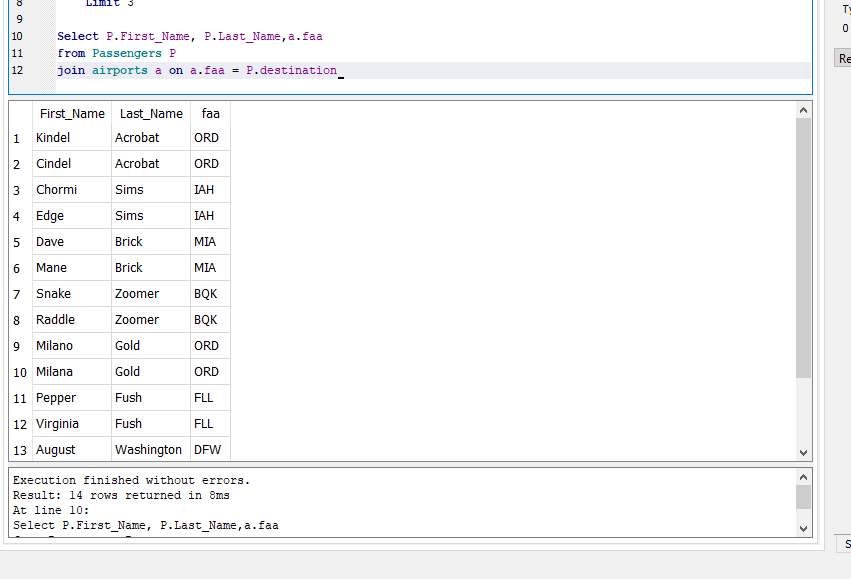 8 Limit 3
9
10 Select P.First_Name, P.Last_Name,a.faa
11 from Passengers P
12 join airports a on a.faa = P.destination
First_Name Last_Name faa
1 Kindel Acrobat ORD
2 Cindel Acrobat ORD
3 Chormi Sims IAH
4 Edge Sims IAH
5 Dave Brick MIA
6 Mane Brick MIA
7 Snake Zoomer BQK
8 Raddle Zoomer BQK
9 Milano Gold ORD
10 Milana Gold ORD
11 Pepper Fush FLL
12 Virginia Fush FLL
13 August Washington DFW
Execution finished without errors.
Result: 14 rows returned in 8ms
At line 10:
Select P.First_Name, P.Last_Name,a.faa
Ty
0
Re
S